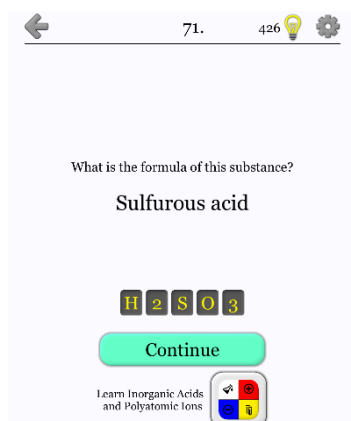 71.
426
What is the formula of this substance?
Sulfurous acid
H 2 S O 3
Continue
Learn Inorganic Acids
and Polyatomic Ions